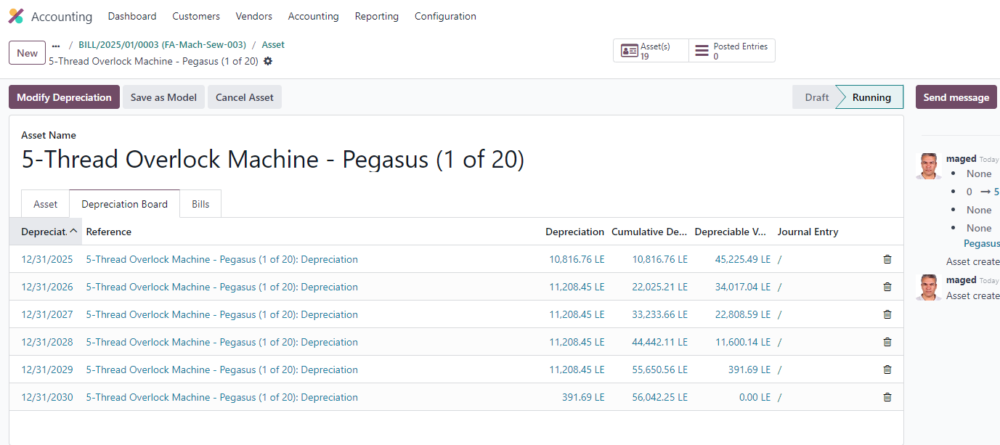 Accounting Dashboard Customers Vendors Accounting Reporting Configuration
New ... / BILL/2025/01/0003 (FA-Mach-Sew-003) / Asset
5-Thread Overlock Machine - Pegasus (1 of 20)
Asset(s) 19 Posted Entries 0
Modify Depreciation Save as Model Cancel Asset Draft Running Send message
Asset Name
5-Thread Overlock Machine - Pegasus (1 of 20)
Asset Depreciation Board Bills
Depreciat. Reference Depreciation Cumulative De... Depreciable V... Journal Entry
12/31/2025 5-Thread Overlock Machine - Pegasus (1 of 20): Depreciation 10,816.76 LE 10,816.76 LE 45,225.49 LE /
12/31/2026 5-Thread Overlock Machine - Pegasus (1 of 20): Depreciation 11,208.45 LE 22,025.21 LE 34,017.04 LE /
12/31/2027 5-Thread Overlock Machine - Pegasus (1 of 20): Depreciation 11,208.45 LE 33,233.66 LE 22,808.59 LE /
12/31/2028 5-Thread Overlock Machine - Pegasus (1 of 20): Depreciation 11,208.45 LE 44,442.11 LE 11,600.14 LE /
12/31/2029 5-Thread Overlock Machine - Pegasus (1 of 20): Depreciation 11,208.45 LE 55,650.56 LE 391.69 LE /
12/31/2030 5-Thread Overlock Machine - Pegasus (1 of 20): Depreciation 391.69 LE 56,042.25 LE 0.00 LE /
maged Today
• None
• 0 → 5
• None
• None
Pegasus
Asset create
maged Today
Asset create